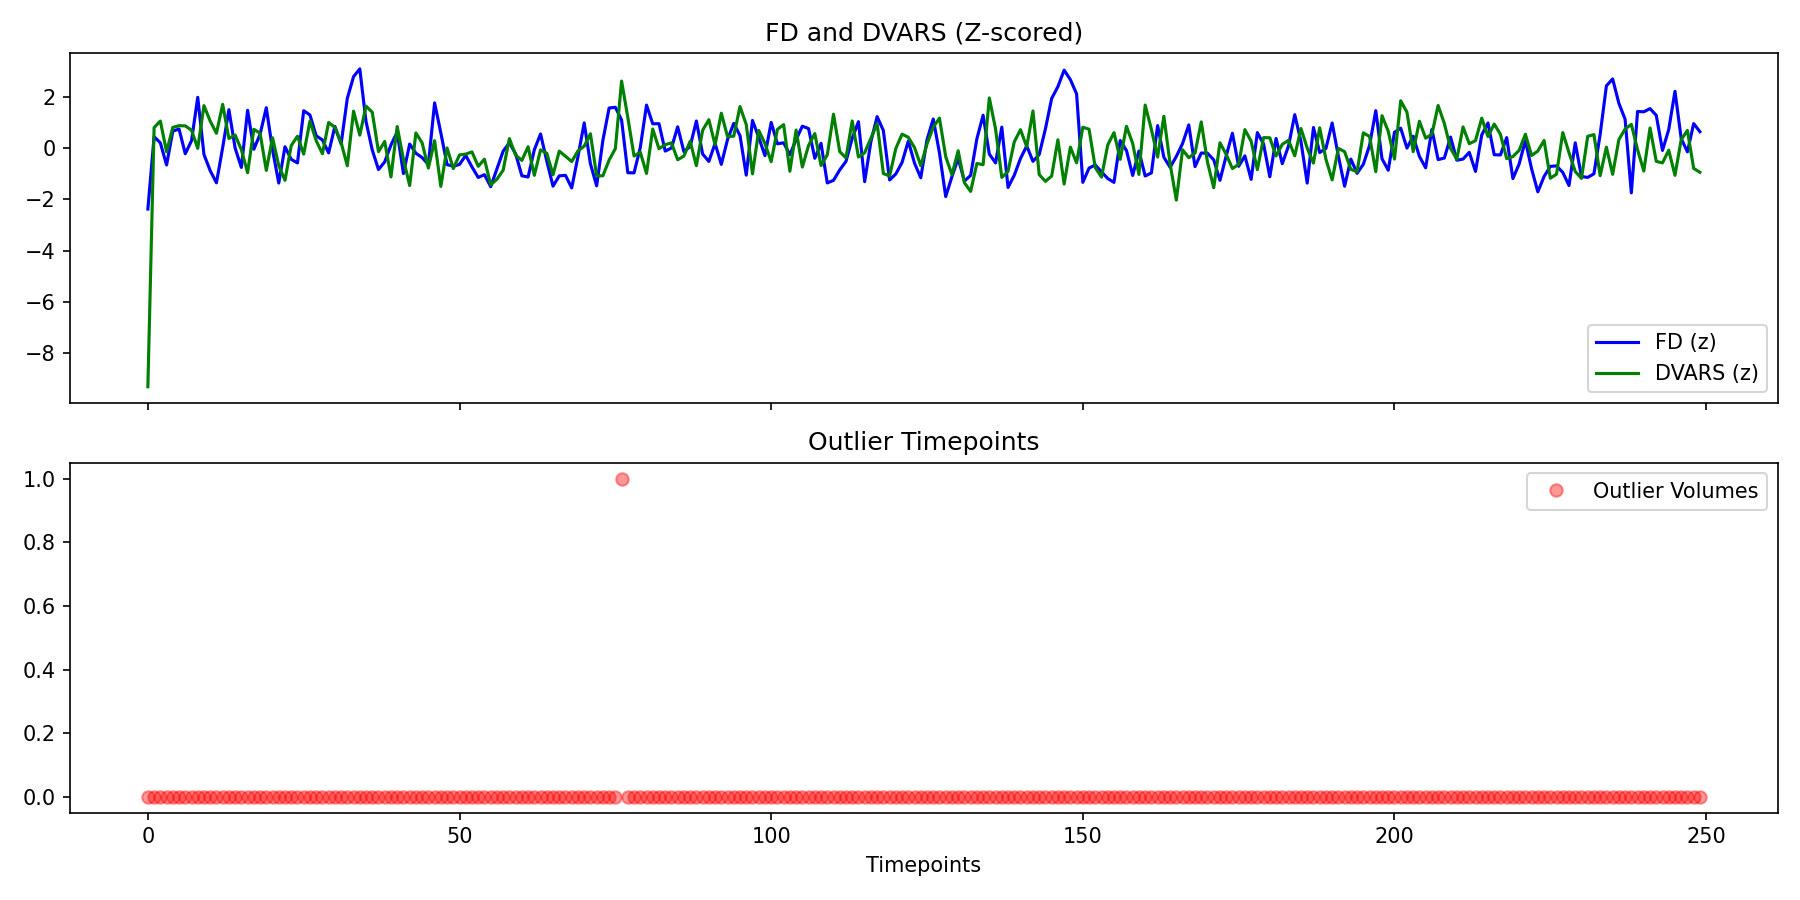 FD and DVARS (Z-scored)
2
0
−2
−4
−6
−8
FD (z)
DVARS (z)
Outlier Timepoints
1.0
0.8
0.6
0.4
0.2
0.0
Outlier Volumes
0 50 100 150 200 250
Timepoints